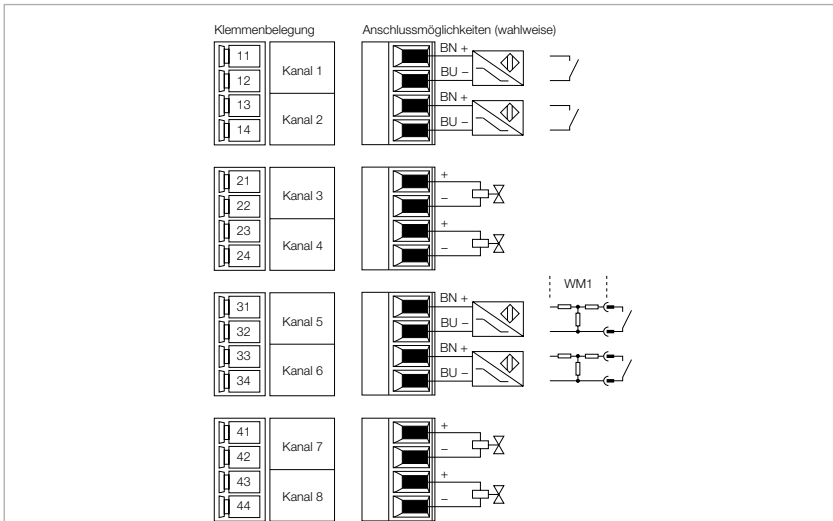 Klemmenbelegung Anschlussmöglichkeiten (wahlweise)
11 Kanal 1 BN +
12 BU –
13 Kanal 2 BN +
14 BU –
21 Kanal 3 +
22 –
23 Kanal 4 +
24 –
WM1
31 Kanal 5 BN +
32 BU –
33 Kanal 6 BN +
34 BU –
41 Kanal 7 +
42 –
43 Kanal 8 +
44 –